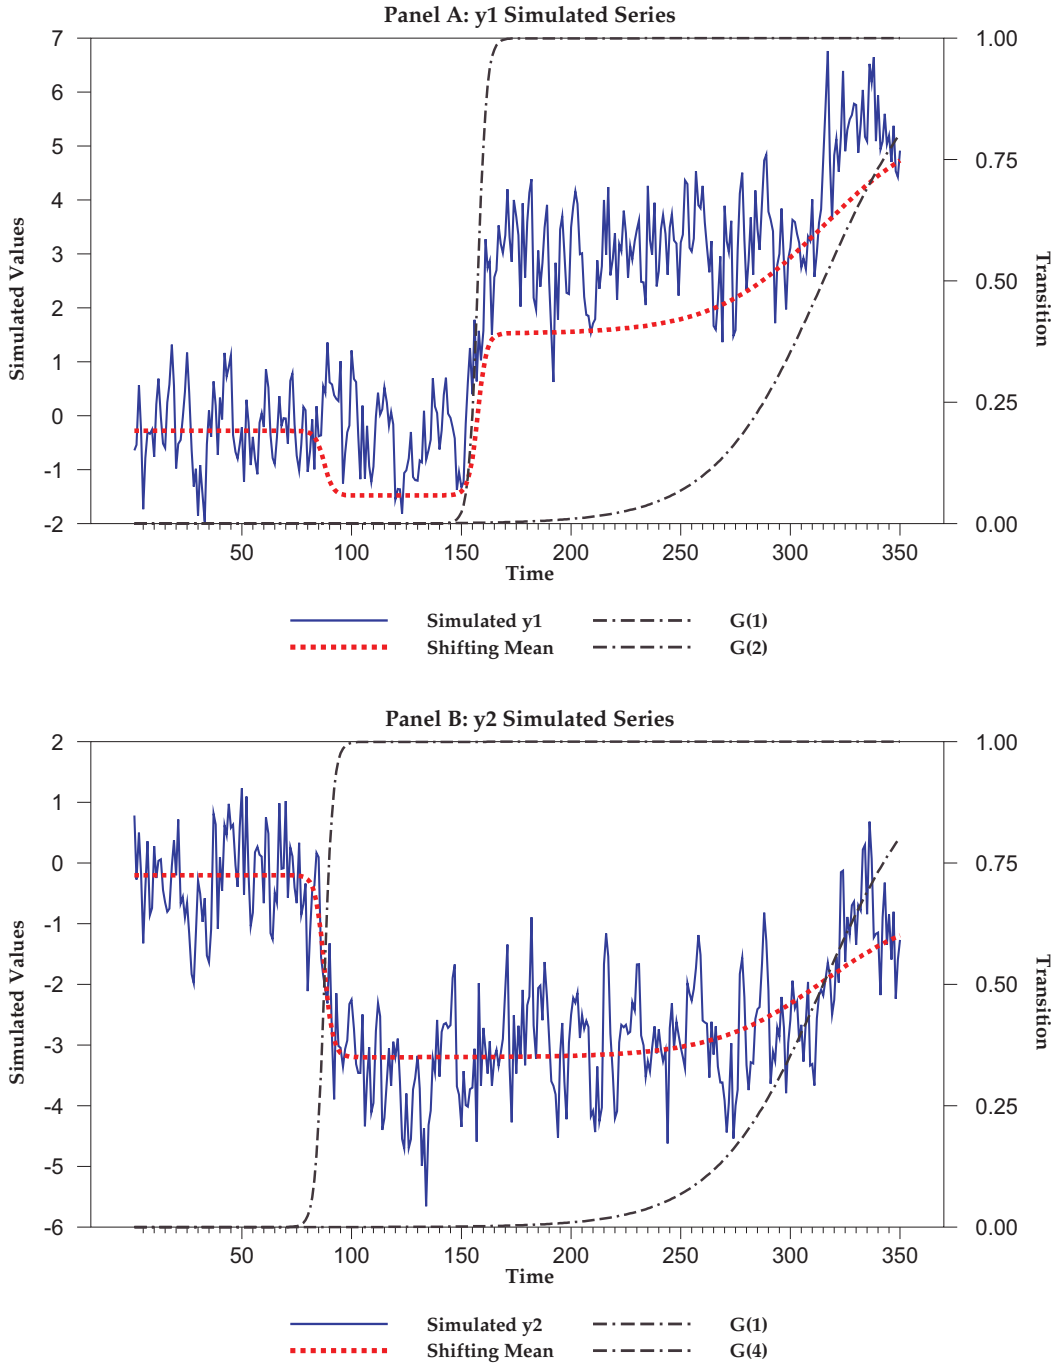 Panel A: y1 Simulated Series
7
6
5
4
3
2
1
0
-1
-2
Simulated Values
1.00
0.75
0.50
0.25
0.00
Transition
50 100 150 200 250 300 350
Time
Simulated y1 G(1)
Shifting Mean G(2)
Panel B: y2 Simulated Series
2
1
0
-1
-2
-3
-4
-5
-6
Simulated Values
1.00
0.75
0.50
0.25
0.00
Transition
50 100 150 200 250 300 350
Time
Simulated y2 G(1)
Shifting Mean G(4)